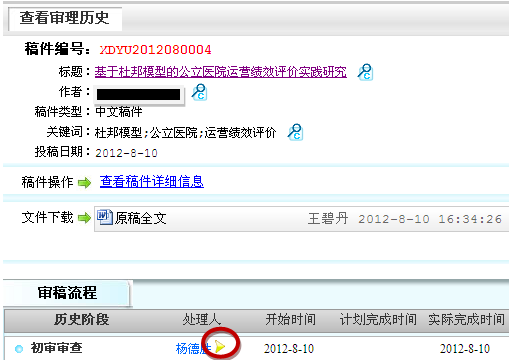 查看审理历史
稿件编号: XDYU2012080004
标题: 基于杜邦模型的公立医院运营绩效评价实践研究
作者:
稿件类型: 中文稿件
关键词: 杜邦模型;公立医院;运营绩效评价
投稿日期: 2012-8-10
稿件操作 查看稿件详细信息
文件下载 原稿全文 王碧丹 2012-8-10 16:34:26
审稿流程
历史阶段 处理人 开始时间 计划完成时间 实际完成时间
初审审查 杨德 2012-8-10 2012-8-10